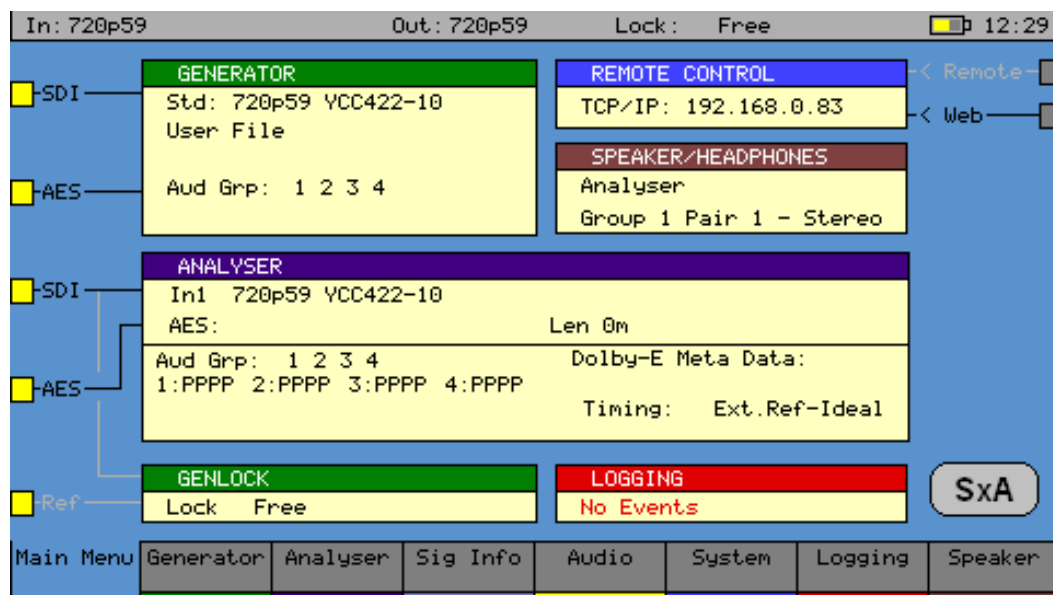 In: 720p59 Out: 720p59 Lock: Free 12:29
GENERATOR
Std: 720p59 YCC422-10
User File
Aud Grp: 1 2 3 4
REMOTE CONTROL
TCP/IP: 192.168.0.83
SPEAKER/HEADPHONES
Analyser
Group 1 Pair 1 - Stereo
SDI
AES
< Remote
< Web
ANALYSER
In1 720p59 YCC422-10
AES: Len 0m
Aud Grp: 1 2 3 4
1:PPPP 2:PPPP 3:PPPP 4:PPPP
Dolby-E Meta Data:
Timing: Ext.Ref-Ideal
SDI
AES
GENLOCK
Lock Free
LOGGING
No Events
Ref
SxA
Main Menu Generator Analyser Sig Info Audio System Logging Speaker